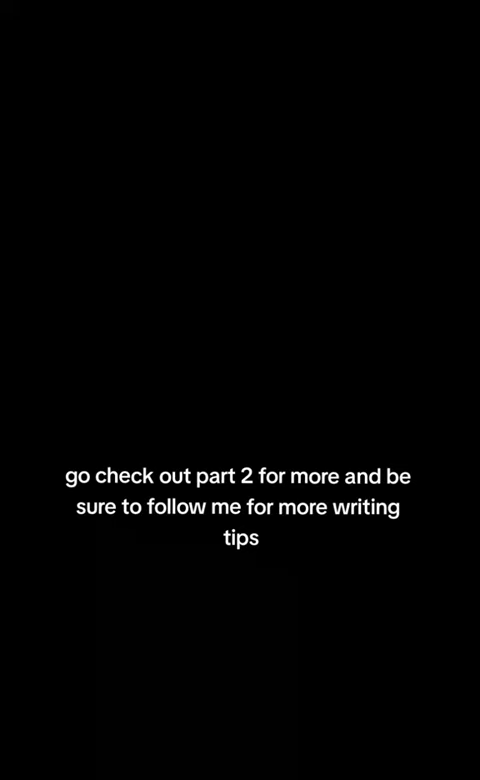 go check out part 2 for more and be
sure to follow me for more writing
tips